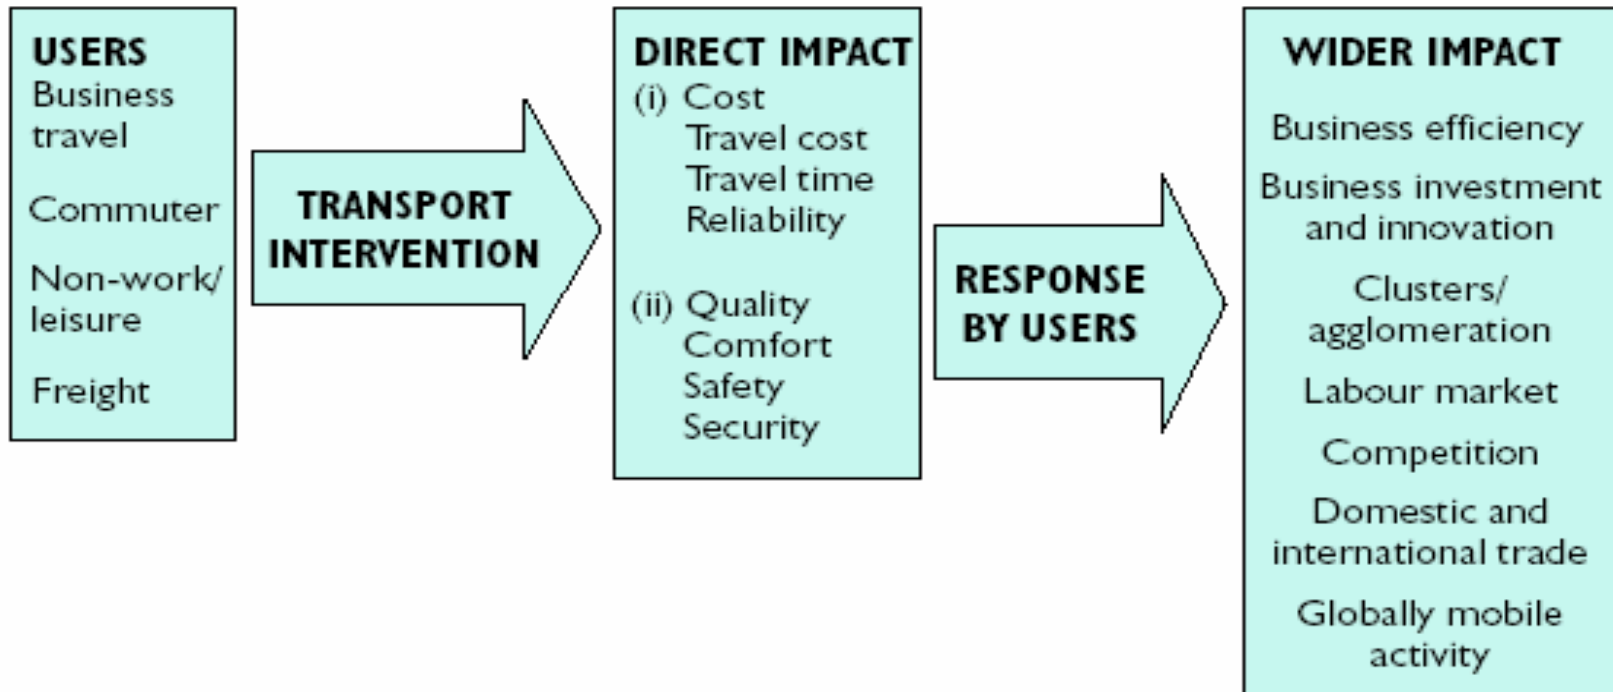 USERS
Business
travel
Commuter
Non-work/
leisure
Freight
TRANSPORT
INTERVENTION
DIRECT IMPACT
(i) Cost
Travel cost
Travel time
Reliability
(ii) Quality
Comfort
Safety
Security
RESPONSE
BY USERS
WIDER IMPACT
Business efficiency
Business investment
and innovation
Clusters/
agglomeration
Labour market
Competition
Domestic and
international trade
Globally mobile
activity